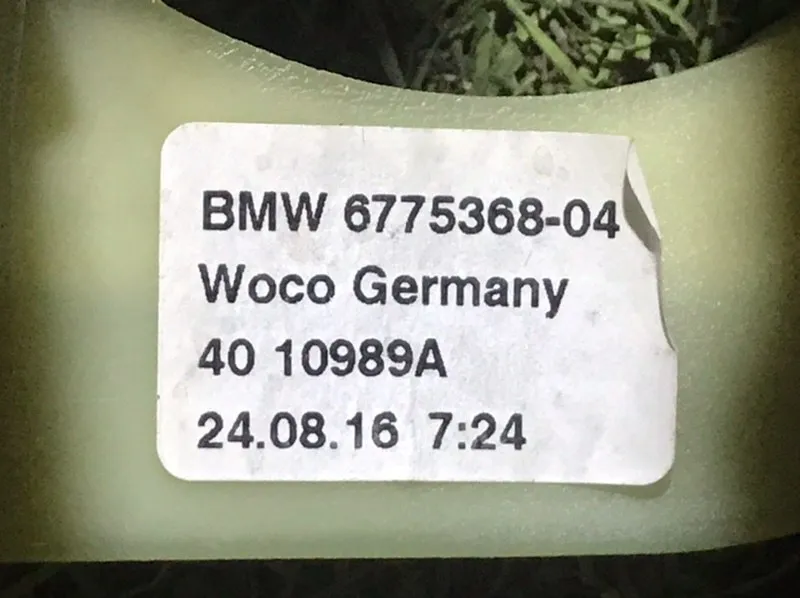 BMW 6775368-04
Woco Germany
40 10989A
24.08.16 7:24